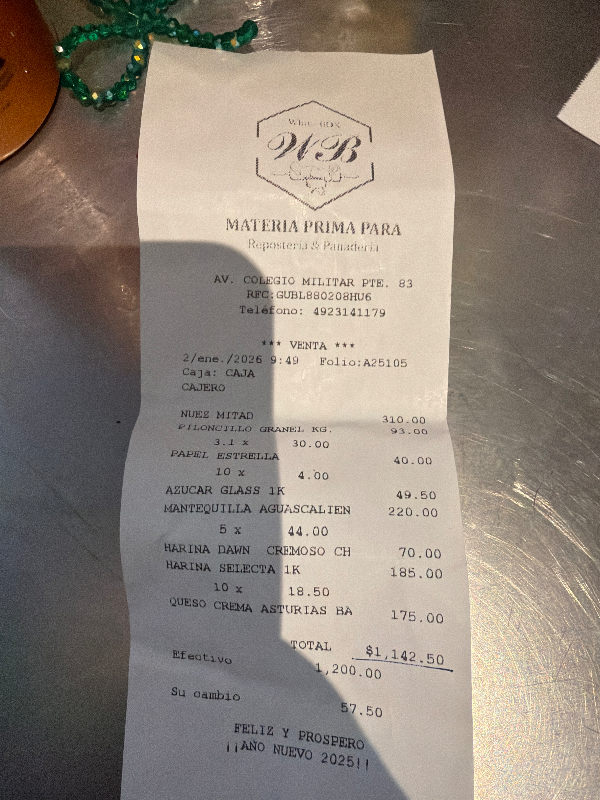 White BOX
WB
MATERIA PRIMA PARA
Repostería & Panadería
AV. COLEGIO MILITAR PTE. 83
RFC:GUBL880208HU6
Teléfono: 4923141179
*** VENTA ***
2/ene./2026 9:49 Folio:A25105
Caja: CAJA
CAJERO
NUEZ MITAD 310.00
PILONCILLO GRANEL KG. 93.00
3.1 x 30.00
PAPEL ESTRELLA 40.00
10 x 4.00
AZUCAR GLASS 1K 49.50
MANTEQUILLA AGUASCALIEN 220.00
5 x 44.00
HARINA DAWN CREMOSO CH 70.00
HARINA SELECTA 1K 185.00
10 x 18.50
QUESO CREMA ASTURIAS BA 175.00
TOTAL $1,142.50
Efectivo 1,200.00
Su cambio 57.50
FELIZ Y PROSPERO
¡¡AÑO NUEVO 2025!!